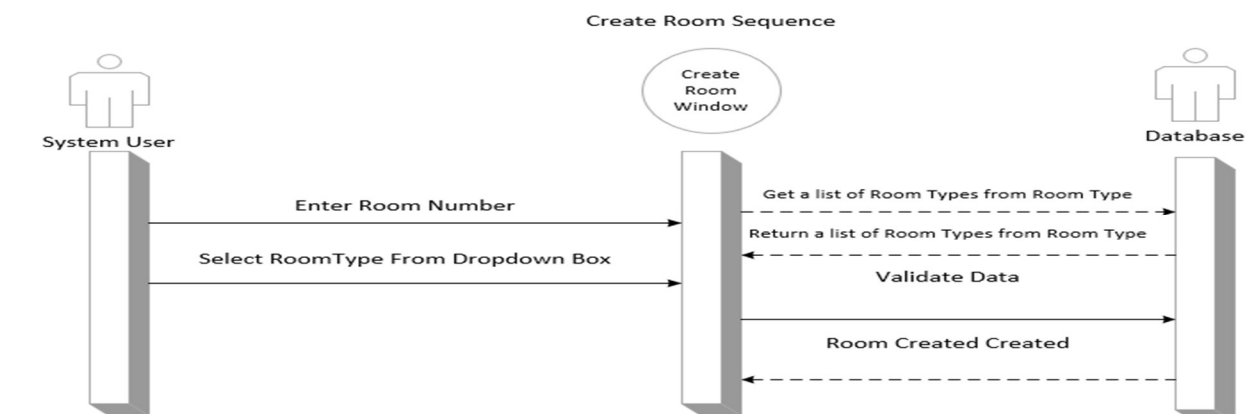 Create Room Sequence
Create
Room
Window
System User
Database
Enter Room Number
Get a list of Room Types from Room Type
Return a list of Room Types from Room Type
Select RoomType From Dropdown Box
Validate Data
Room Created Created